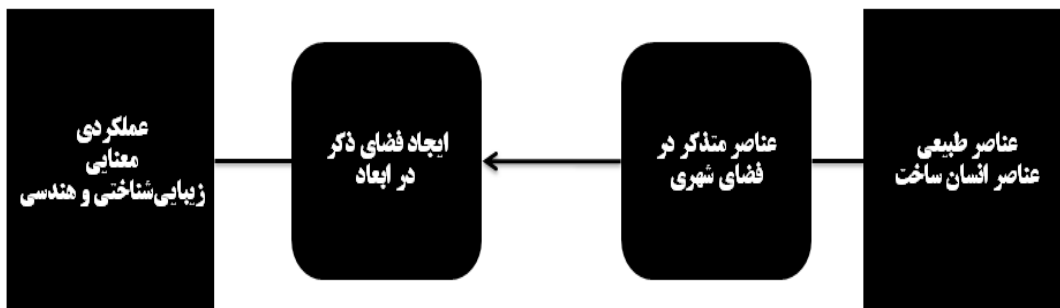 عناصر طبیعی
عناصر انسان ساخت
عناصر متذکر در
فضای شهری
ایجاد فضای ذکر
در ابعاد
عملکردی
معنایی
زیبایی‌شناختی و هندسی